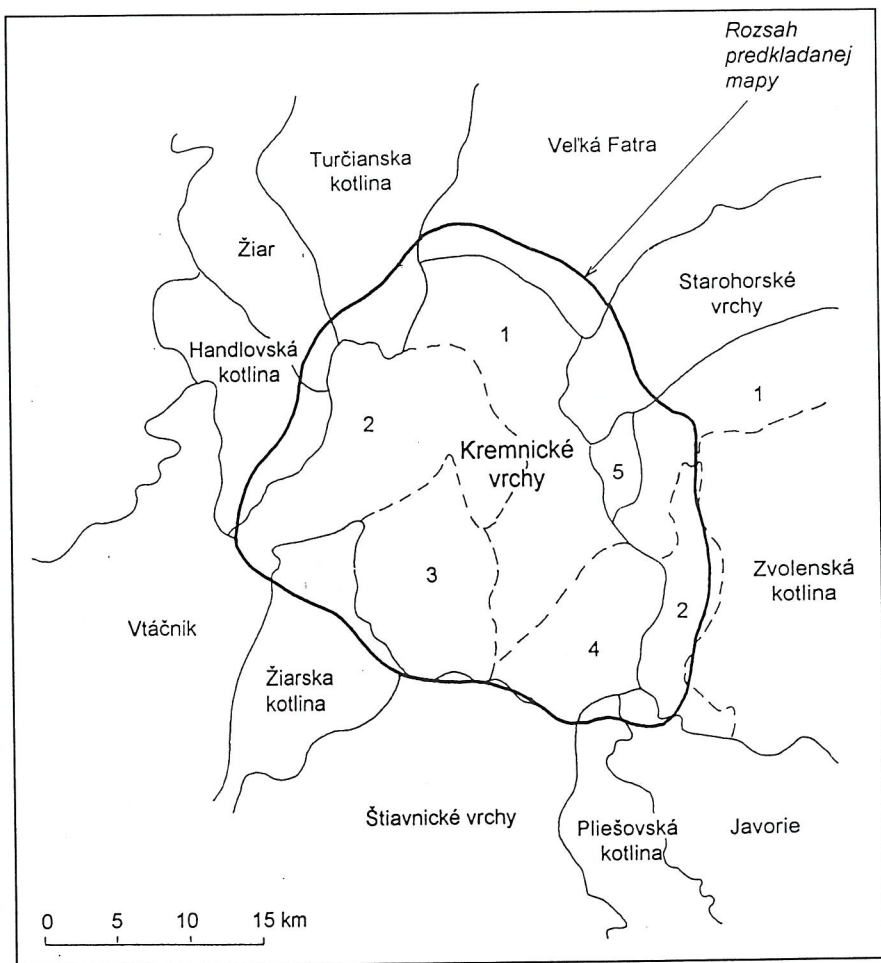 Rozsah
predkladanej
mapy
Turčianska
kotlina
Veľká Fatra
Žiar
Starohorské
vrchy
Handlovská
kotlina
1
1
2
Kremnické
vrchy
5
3
Zvolenská
kotlina
2
4
Vtáčnik
Žiarska
kotlina
Štiavnické vrchy
Pliešovská
kotlina
Javorie
0 5 10 15 km